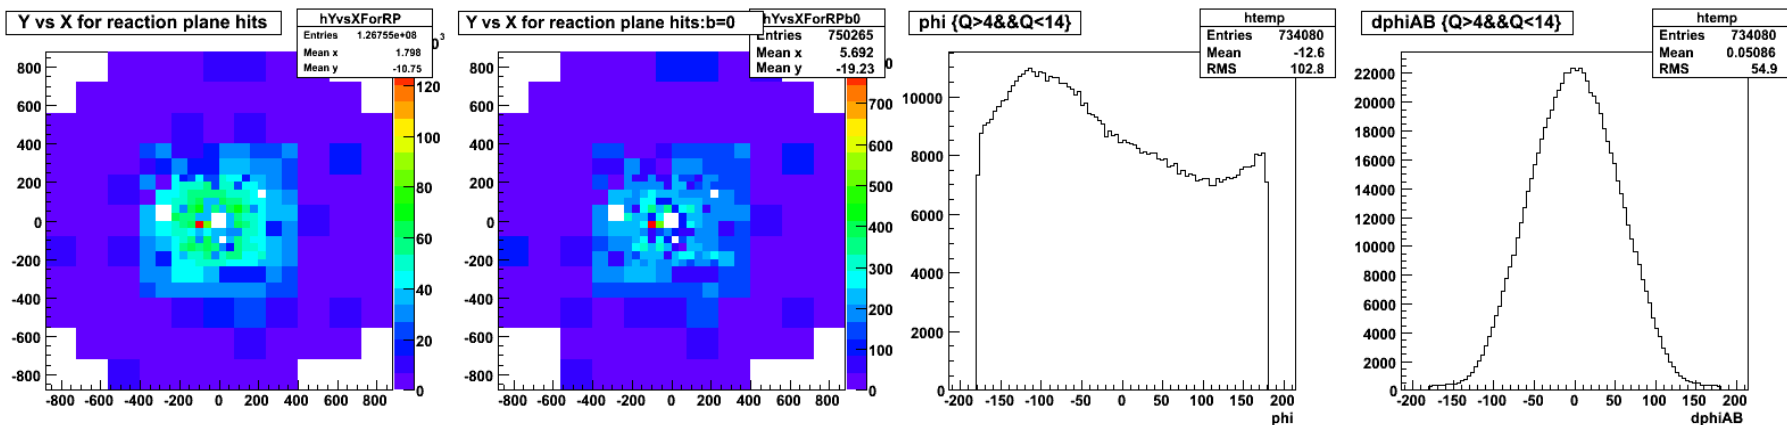 Y vs X for reaction plane hits
hYvsXForRP
Entries 1.26755e+08
Mean x 1.798
Mean y -10.75
800
600
400
200
0
-200
-400
-600
-800
-800 -600 -400 -200 0 200 400 600 800
120
100
80
60
40
20
0
Y vs X for reaction plane hits:b=0
hYvsXForRPb0
Entries 750265
Mean x 5.692
Mean y -19.23
800
600
400
200
0
-200
-400
-600
-800
-800 -600 -400 -200 0 200 400 600 800
700
600
500
400
300
200
100
0
phi {Q>4&&Q<14}
htemp
Entries 734080
Mean -12.6
RMS 102.8
10000
8000
6000
4000
2000
0
-200 -150 -100 -50 0 50 100 150 200
phi
dphiAB {Q>4&&Q<14}
htemp
Entries 734080
Mean 0.05086
RMS 54.9
22000
20000
18000
16000
14000
12000
10000
8000
6000
4000
2000
0
-200 -150 -100 -50 0 50 100 150 200
dphiAB